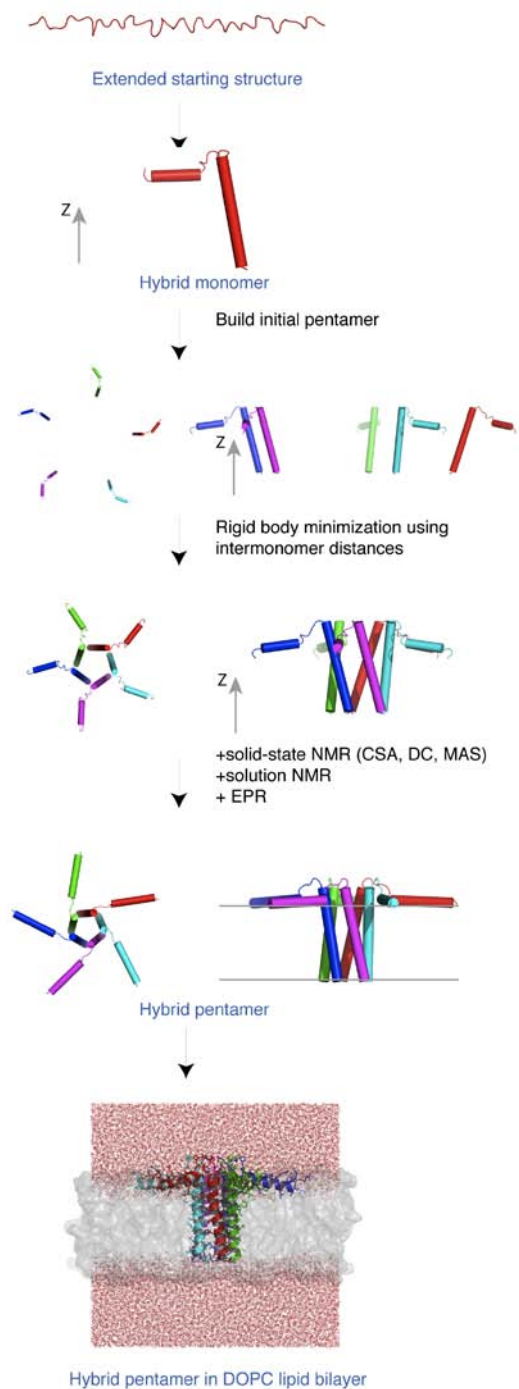 Extended starting structure
Z
Hybrid monomer
Build initial pentamer
Z
Rigid body minimization using
intermonomer distances
Z
+solid-state NMR (CSA, DC, MAS)
+solution NMR
+ EPR
Hybrid pentamer
Hybrid pentamer in DOPC lipid bilayer